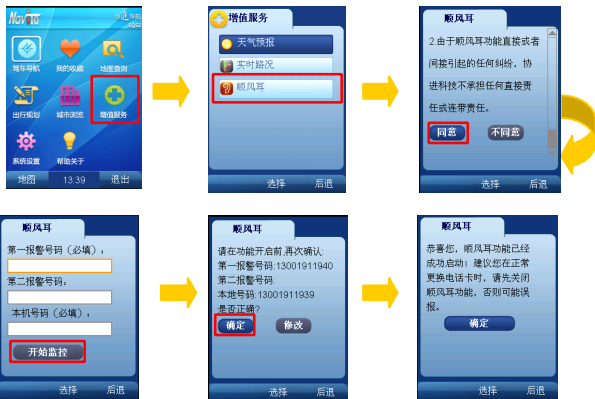 NaviTo
驾车导航 我的收藏 地图查询
出行规划 城市浏览 增值服务
系统设置 帮助关于
地图 13:39 退出
增值服务
天气预报
实时路况
顺风耳
选择 后退
顺风耳
2.由于顺风耳功能直接或者
间接引起的任何纠纷，协
进科技不承担任何直接责
任或连带责任。
同意 不同意
选择 后退
顺风耳
第一报警号码（必填）:
第二报警号码:
本机号码（必填）:
开始监控
选择 后退
顺风耳
请在功能开启前,再次确认:
第一报警号码:13001911940
第二报警号码:
本地号码:13001911939
是否正确?
确定 修改
选择 后退
顺风耳
恭喜您，顺风耳功能已经
成功启动！建议您在正常
更换电话卡时，请先关闭
顺风耳功能，否则可能误
报。
确定
选择 后退